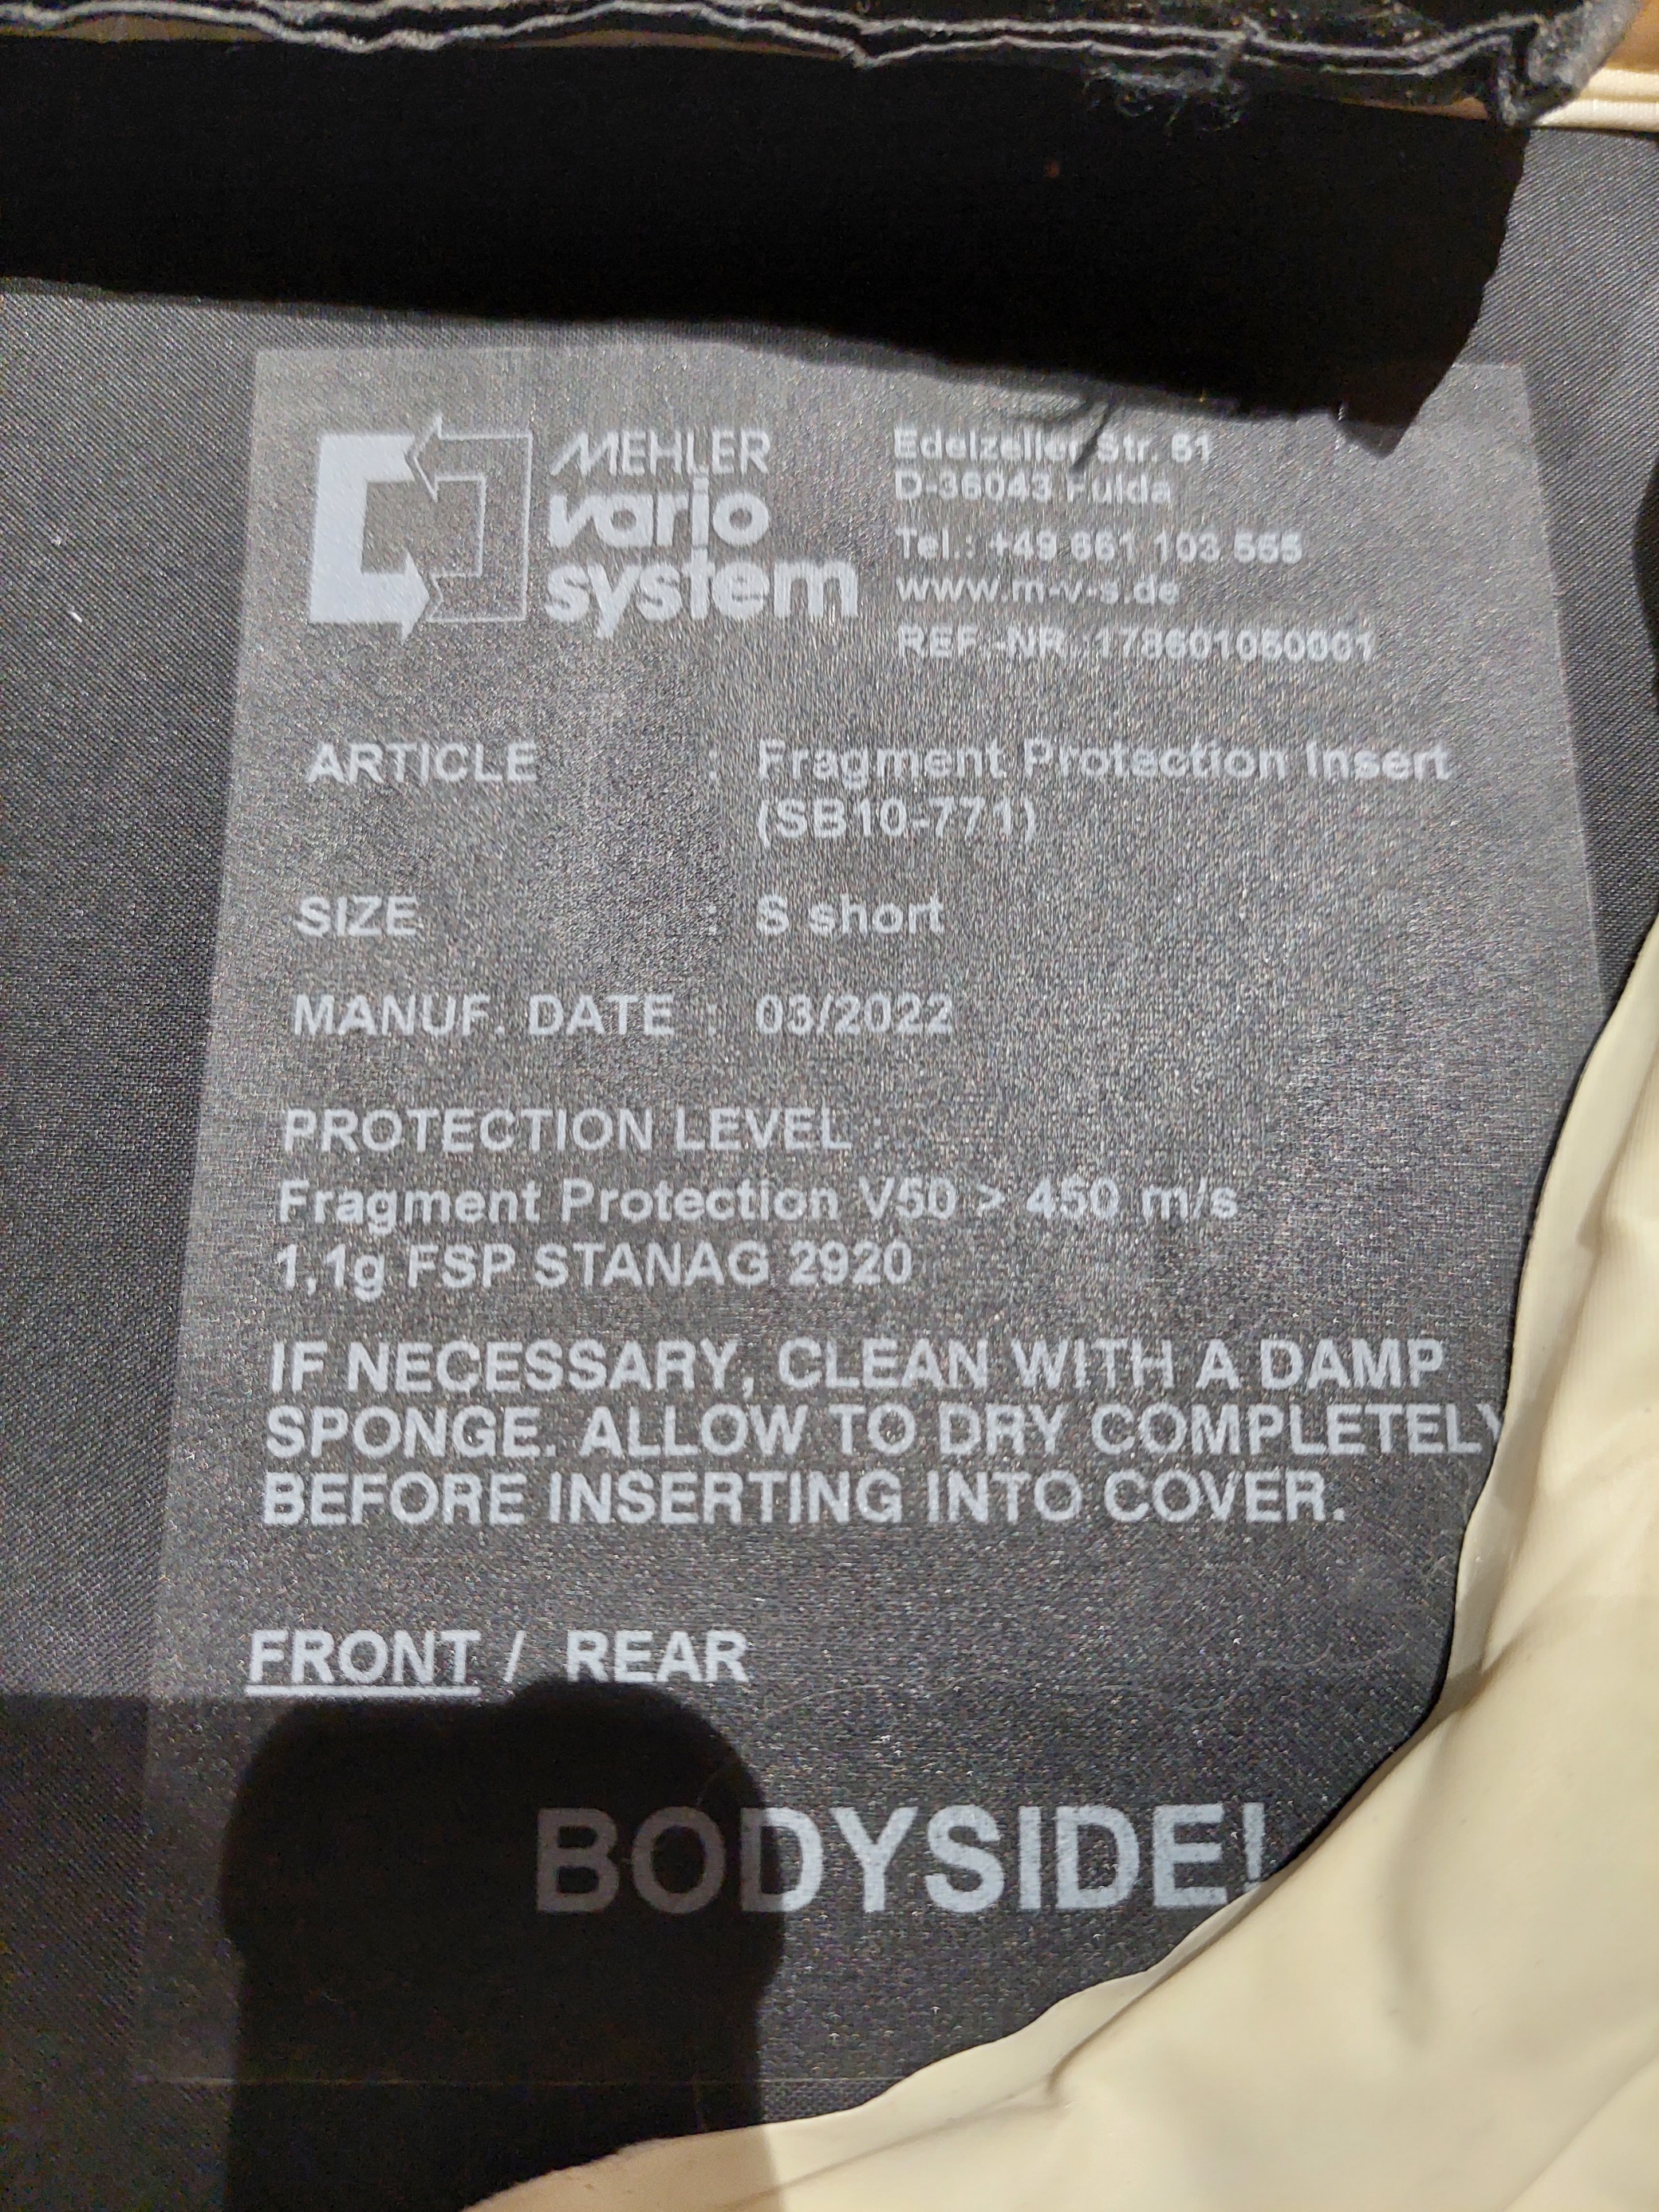 MEHLER
vario
system
Edelzeller Str. 51
D-36043 Fulda
Tel.: +49 661 103 555
www.m-v-s.de
REF.-NR. 178601060001
ARTICLE : Fragment Protection Insert
(SB10-771)
SIZE : S short
MANUF. DATE : 03/2022
PROTECTION LEVEL :
Fragment Protection V50 > 450 m/s
1,1g FSP STANAG 2920
IF NECESSARY, CLEAN WITH A DAMP
SPONGE. ALLOW TO DRY COMPLETELY
BEFORE INSERTING INTO COVER.
FRONT / REAR
BODYSIDE!